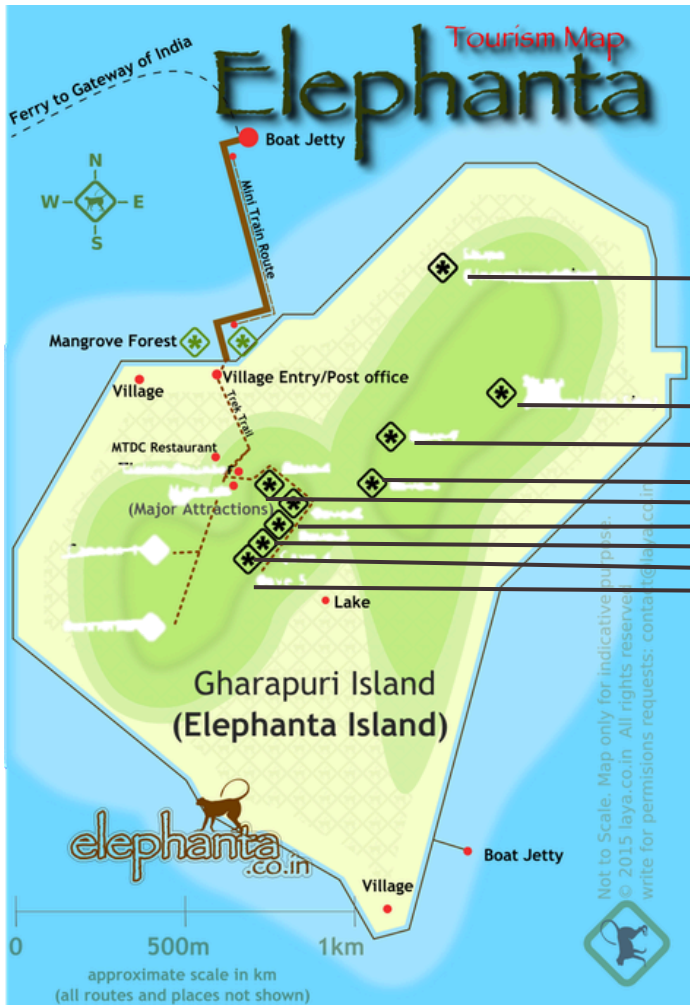 Tourism Map
Elephanta
Ferry to Gateway of India
Boat Jetty
N
W E
S
Mini Train Route
Mangrove Forest
Village Entry/Post office
Village
Trek Trail
MTDC Restaurant
(Major Attractions)
Lake
Gharapuri Island
(Elephanta Island)
elephanta
.co.in
Boat Jetty
Village
0 500m 1km
approximate scale in km
(all routes and places not shown)
Not to Scale. Map only for indicative purpose.
© 2015 laya.co.in All rights reserved
write for permisions requests: contact@laya.co.in